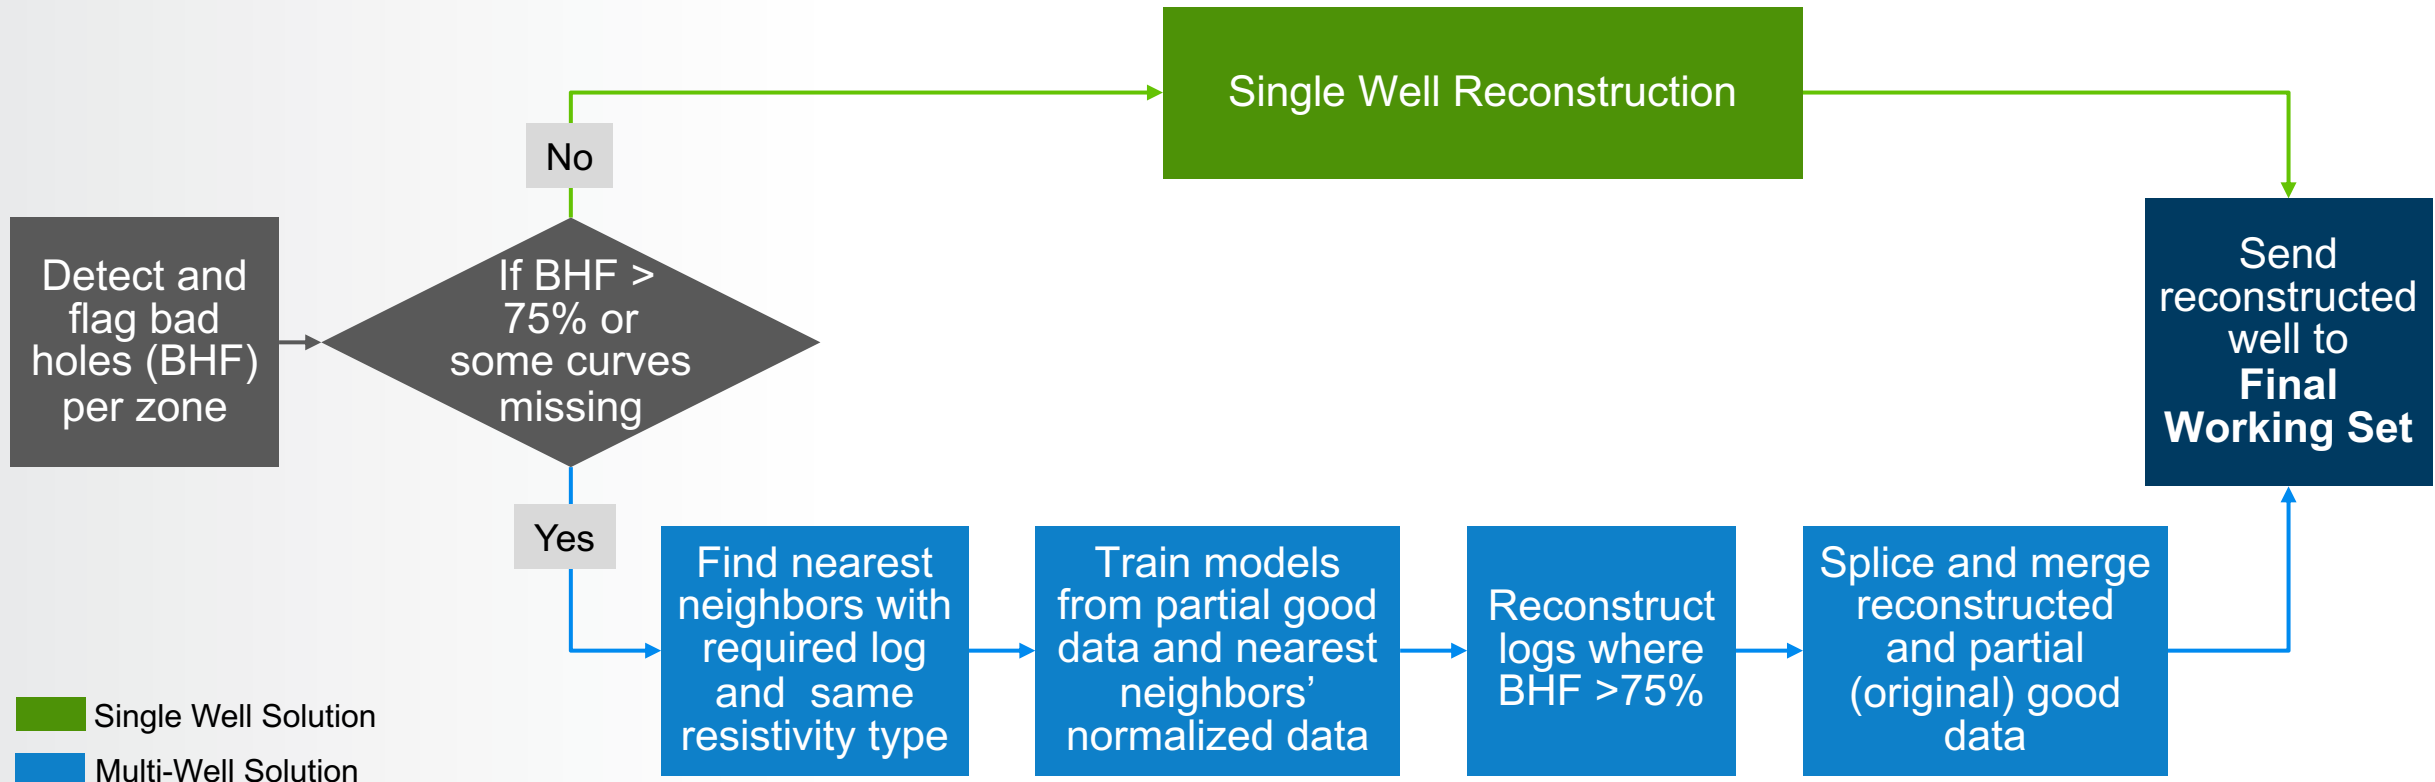 Single Well Reconstruction
No
Detect and
flag bad
holes (BHF)
per zone
If BHF >
75% or
some curves
missing
Send
reconstructed
well to
Final
Working Set
Yes
Find nearest
neighbors with
required log
and same
resistivity type
Train models
from partial good
data and nearest
neighbors’
normalized data
Reconstruct
logs where
BHF >75%
Splice and merge
reconstructed
and partial
(original) good
data
Single Well Solution
Multi-Well Solution